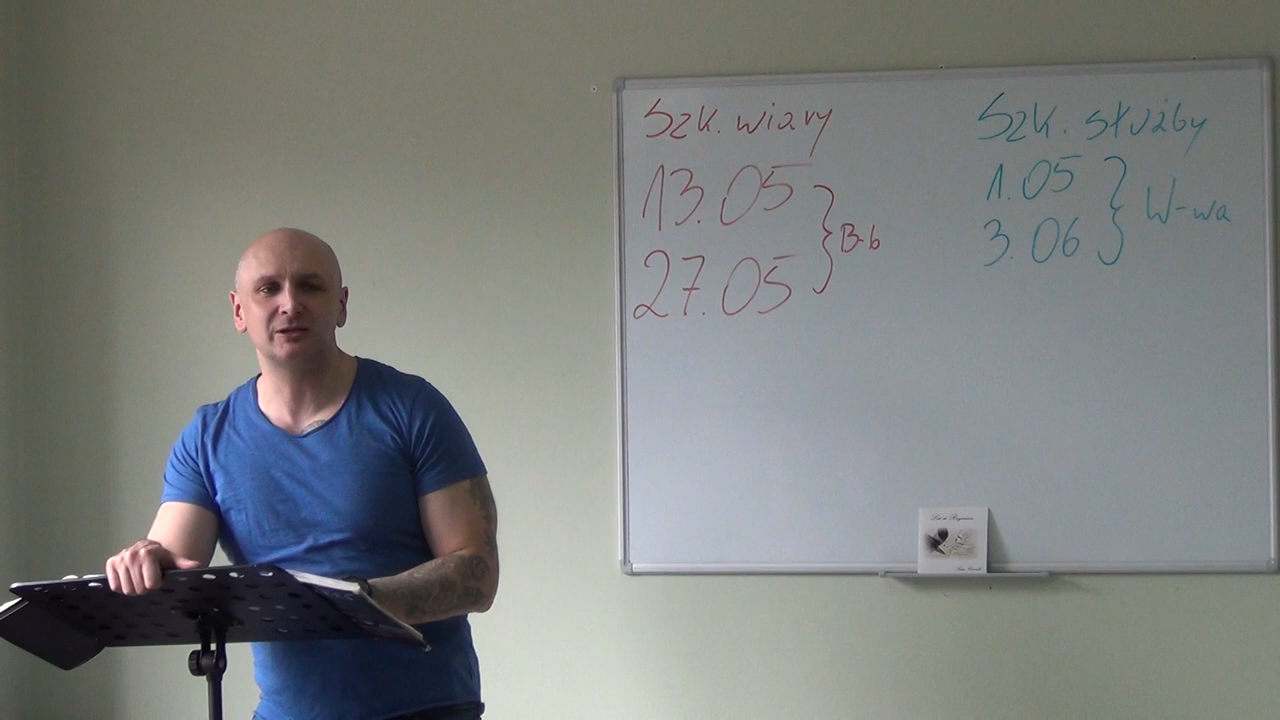 Szk. wiary
13.05
27.05
B-b
Szk. służby
1.05
3.06
W-wa